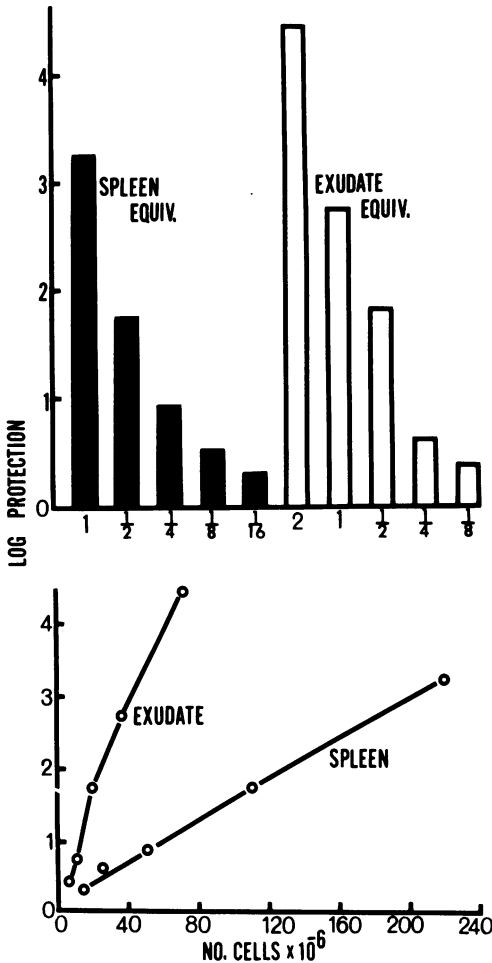 4
3
2
1
0
SPLEEN
EQUIV.
EXUDATE
EQUIV.
1 1/2 1/4 1/8 1/16 2 1 1/2 1/4 1/8
LOG PROTECTION
4
3
2
1
0
EXUDATE
SPLEEN
0 40 80 120 160 200 240
NO. CELLS × 10⁻⁶